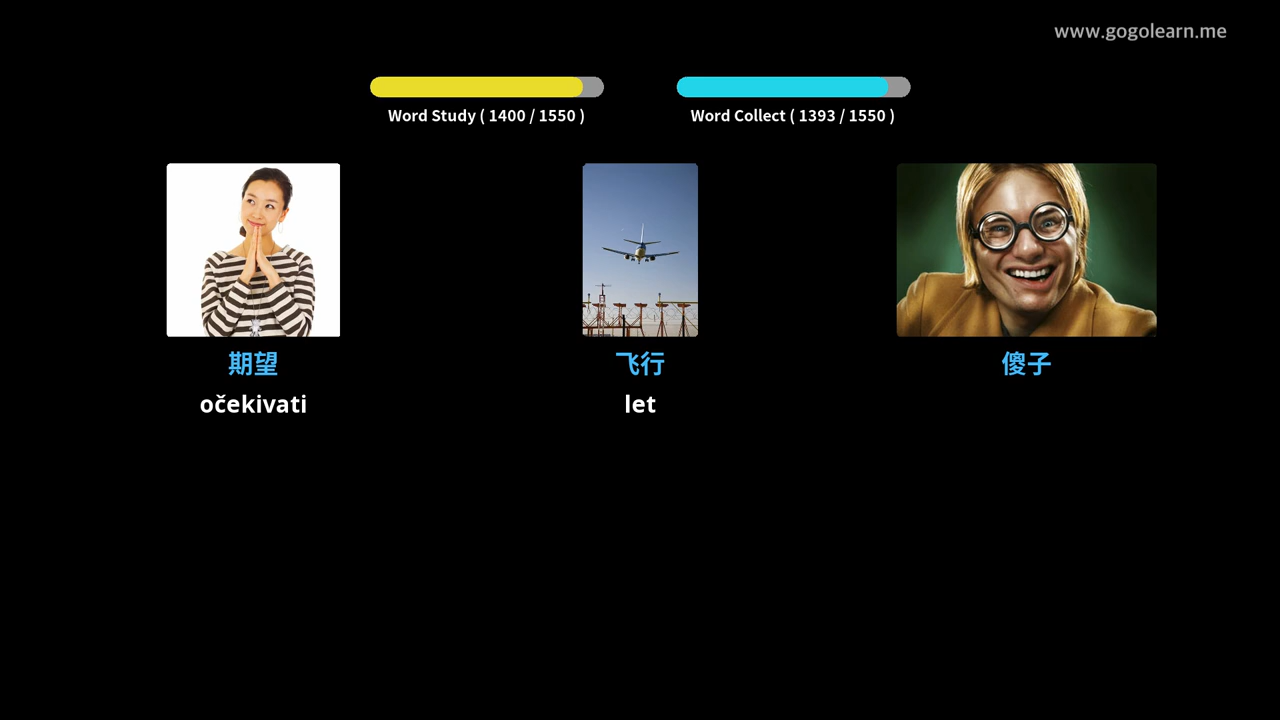 www.gogolearn.me
Word Study ( 1400 / 1550 )
Word Collect ( 1393 / 1550 )
期望
飞行
傻子
očekivati
let